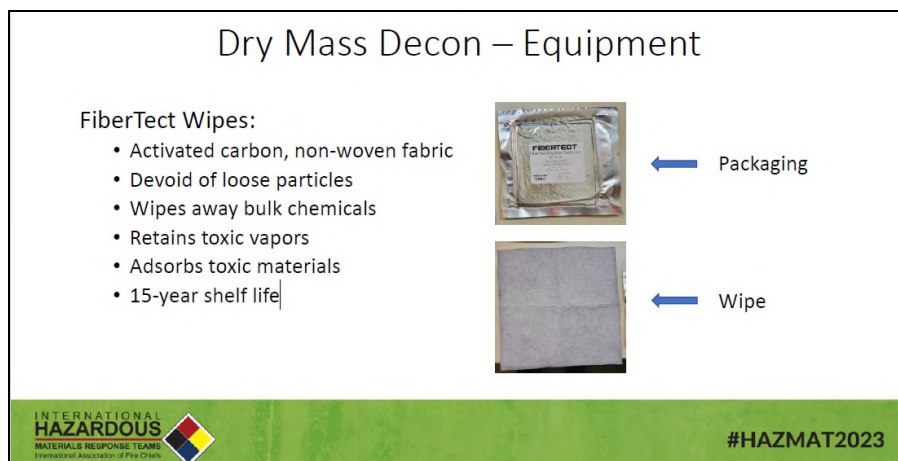 Dry Mass Decon – Equipment
FiberTect Wipes:
• Activated carbon, non-woven fabric
• Devoid of loose particles
• Wipes away bulk chemicals
• Retains toxic vapors
• Adsorbs toxic materials
• 15-year shelf life
FIBERTECT
Packaging
Wipe
INTERNATIONAL
HAZARDOUS
MATERIALS RESPONSE TEAMS
International Association of Fire Chiefs
#HAZMAT2023